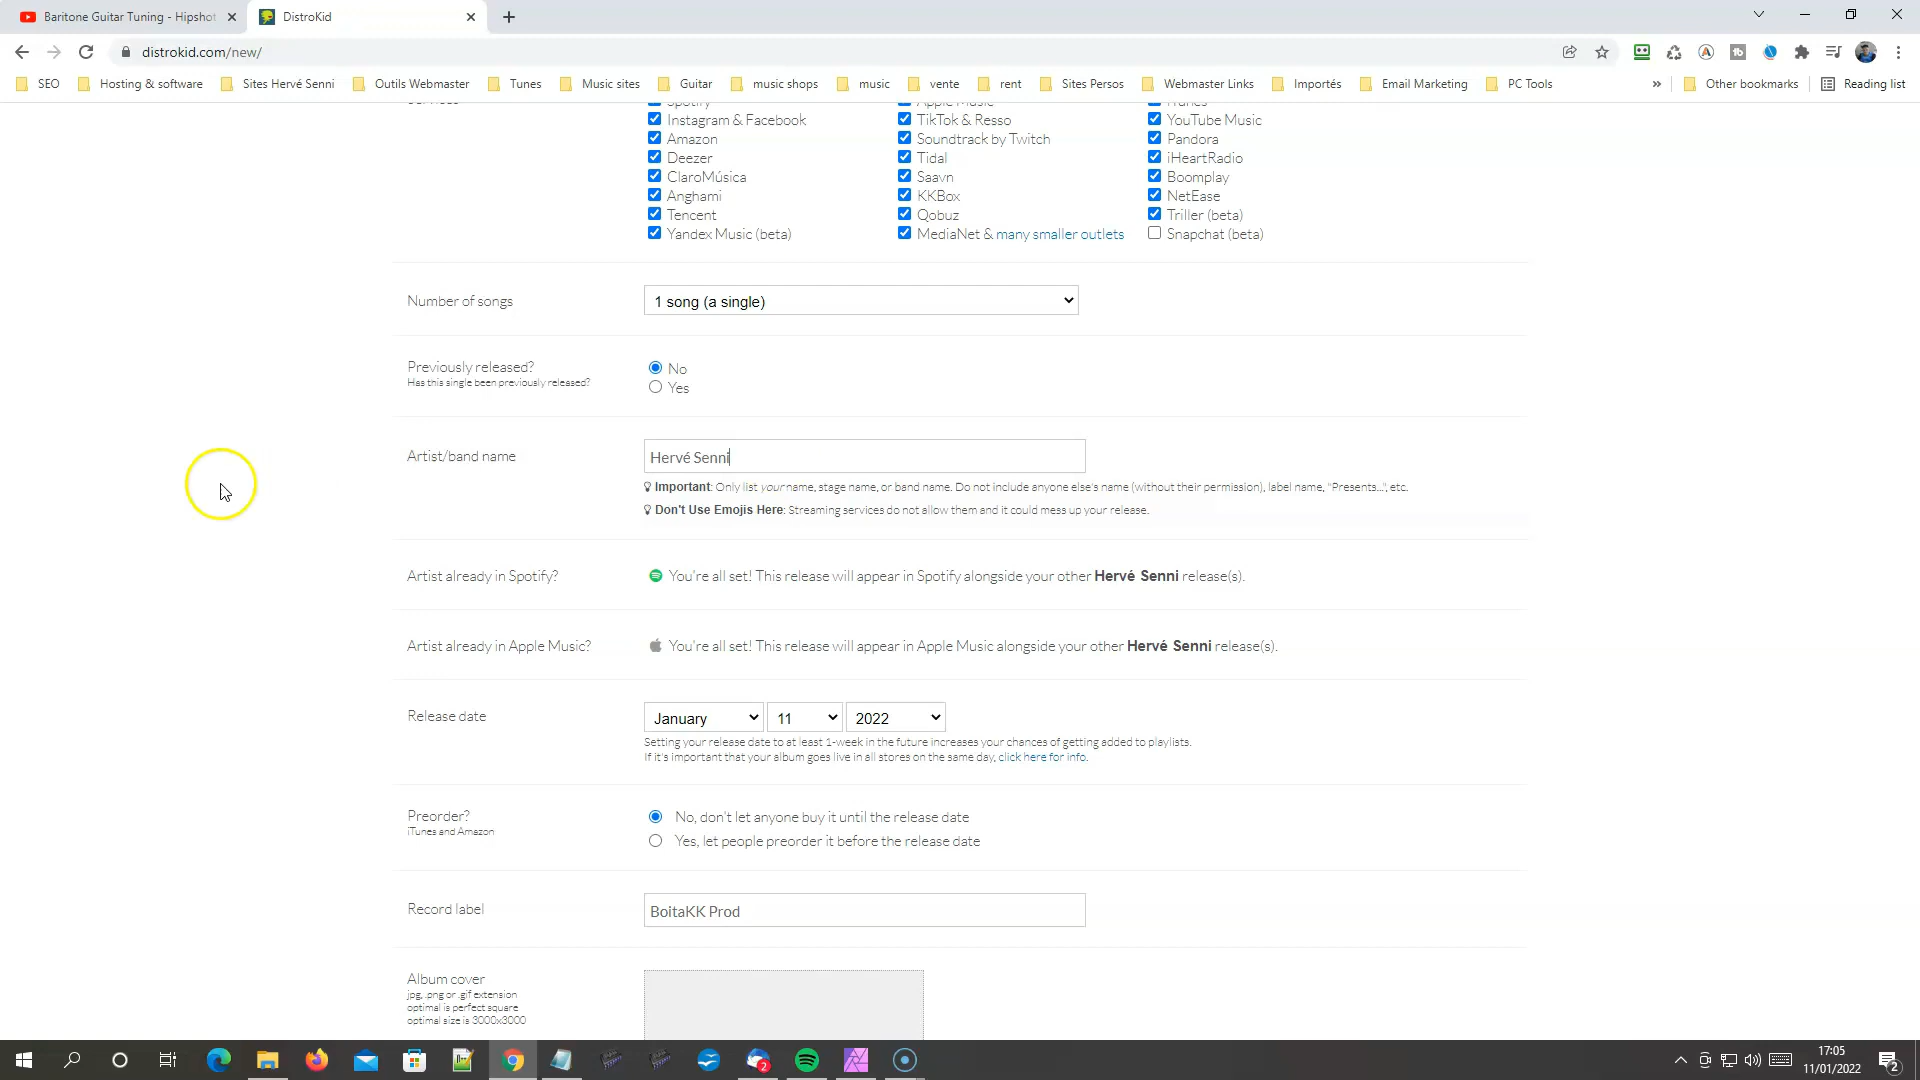 Baritone Guitar Tuning - Hipshot
DistroKid
distrokid.com/new/
SEO
Hosting & software
Sites Hervé Senni
Outils Webmaster
Tunes
Music sites
Guitar
music shops
music
vente
rent
Sites Persos
Webmaster Links
Importés
Email Marketing
PC Tools
»
Other bookmarks
Reading list
Services
Spotify
Apple Music
iTunes
Instagram & Facebook
TikTok & Resso
YouTube Music
Amazon
Soundtrack by Twitch
Pandora
Deezer
Tidal
iHeartRadio
ClaroMúsica
Saavn
Boomplay
Anghami
KKBox
NetEase
Tencent
Qobuz
Triller (beta)
Yandex Music (beta)
MediaNet & many smaller outlets
Snapchat (beta)
Number of songs
1 song (a single)
Previously released?
Has this single been previously released?
No
Yes
Artist/band name
Hervé Senni
Important: Only list your name, stage name, or band name. Do not include anyone else's name (without their permission), label name, "Presents...", etc.
Don't Use Emojis Here: Streaming services do not allow them and it could mess up your release.
Artist already in Spotify?
You're all set! This release will appear in Spotify alongside your other Hervé Senni release(s).
Artist already in Apple Music?
You're all set! This release will appear in Apple Music alongside your other Hervé Senni release(s).
Release date
January
11
2022
Setting your release date to at least 1-week in the future increases your chances of getting added to playlists.
If it's important that your album goes live in all stores on the same day, click here for info.
Preorder?
iTunes and Amazon
No, don't let anyone buy it until the release date
Yes, let people preorder it before the release date
Record label
BoitaKK Prod
Album cover
jpg, .png or .gif extension
optimal is perfect square
optimal size is 3000x3000
2
17:05
11/01/2022
2